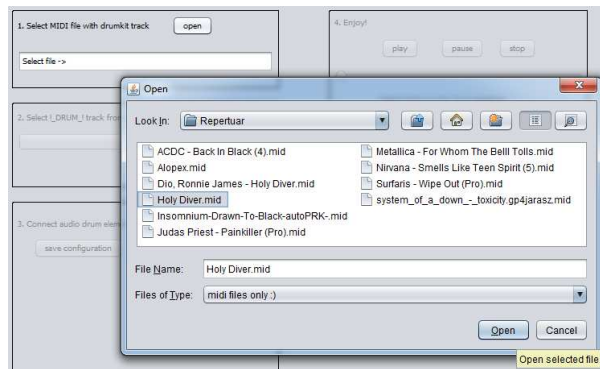 1. Select MIDI file with drumkit track
open
Select file ->
4. Enjoy!
play
pause
stop
2. Select !_DRUM_! track from
3. Connect audio drum elem
save configuration
Open
Look In:
Repertuar
ACDC - Back In Black (4).mid
Alopex.mid
Dio, Ronnie James - Holy Diver.mid
Holy Diver.mid
Insomnium-Drawn-To-Black-autoPRK-.mid
Judas Priest - Painkiller (Pro).mid
Metallica - For Whom The Belll Tolls.mid
Nirvana - Smells Like Teen Spirit (5).mid
Surfaris - Wipe Out (Pro).mid
system_of_a_down_-_toxicity.gp4jarasz.mid
File Name:
Holy Diver.mid
Files of Type:
midi files only :)
Open
Cancel
Open selected file